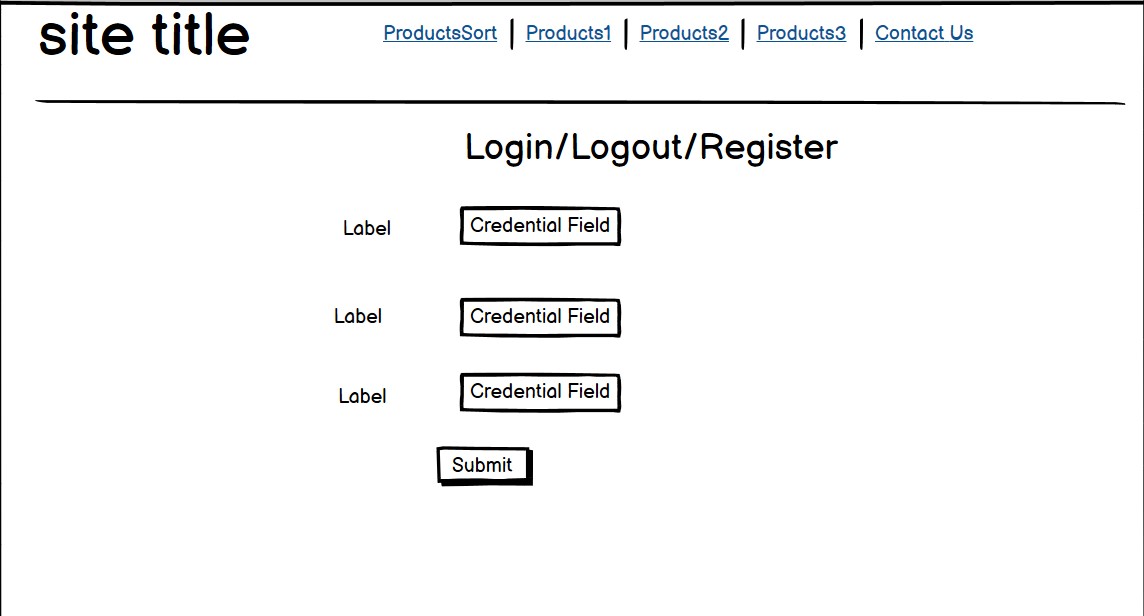 site title
ProductsSort | Products1 | Products2 | Products3 | Contact Us
Login/Logout/Register
Label Credential Field
Label Credential Field
Label Credential Field
Submit